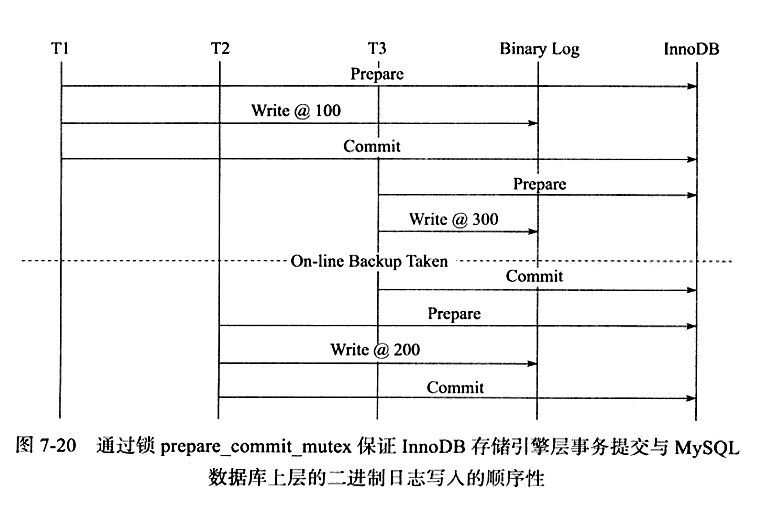 T1 T2 T3 Binary Log InnoDB
Prepare
Write @ 100
Commit
Prepare
Write @ 300
On-line Backup Taken
Commit
Prepare
Write @ 200
Commit
图 7-20 通过锁 prepare_commit_mutex 保证 InnoDB 存储引擎层事务提交与 MySQL
数据库上层的二进制日志写入的顺序性